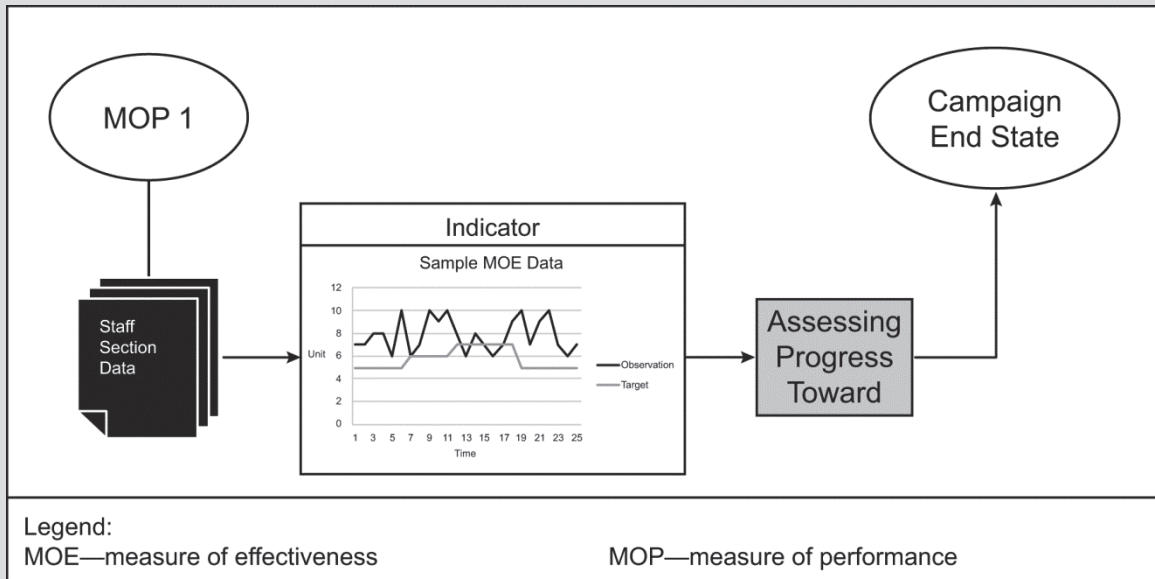 MOP 1
Campaign
End State
Indicator
Sample MOE Data
Staff
Section
Data
12
10
8
6
4
2
0
Unit
1 3 5 7 9 11 13 15 17 19 21 23 25
Time
Observation
Target
Assessing
Progress
Toward
Legend:
MOE—measure of effectiveness
MOP—measure of performance